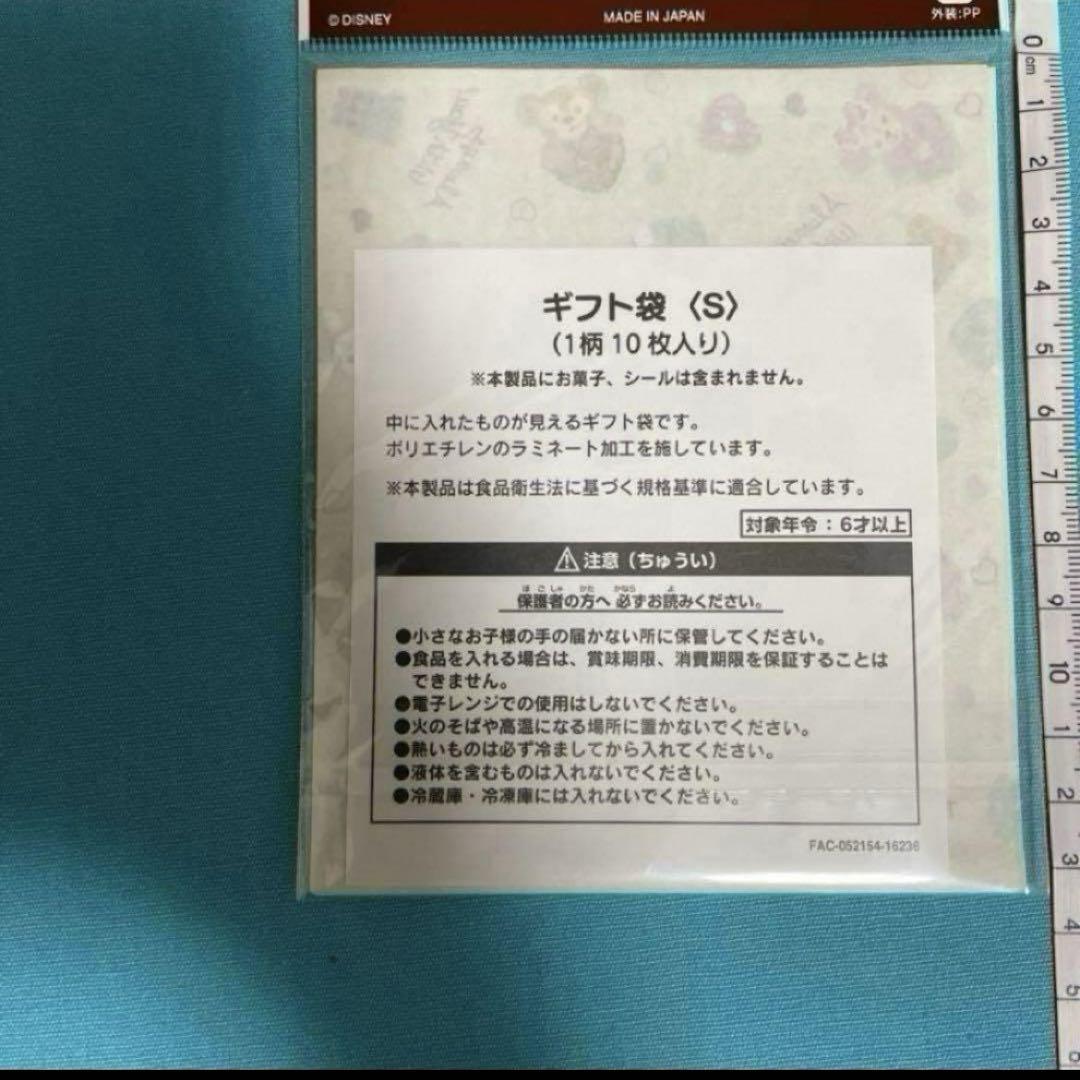 ©DISNEY
MADE IN JAPAN
外装:PP
ギフト袋〈S〉
(1柄10枚入り)
※本製品にお菓子、シールは含まれません。
中に入れたものが見えるギフト袋です。
ポリエチレンのラミネート加工を施しています。
※本製品は食品衛生法に基づく規格基準に適合しています。
対象年令：6才以上
⚠注意（ちゅうい）
保護者の方へ 必ずお読みください。
●小さなお子様の手の届かない所に保管してください。
●食品を入れる場合は、賞味期限、消費期限を保証することは
できません。
●電子レンジでの使用はしないでください。
●火のそばや高温になる場所に置かないでください。
●熱いものは必ず冷ましてから入れてください。
●液体を含むものは入れないでください。
●冷蔵庫・冷凍庫には入れないでください。
FAC-052154-16236
0
cm
1
2
3
4
5
6
7
8
9
10
1
2
3
4
5